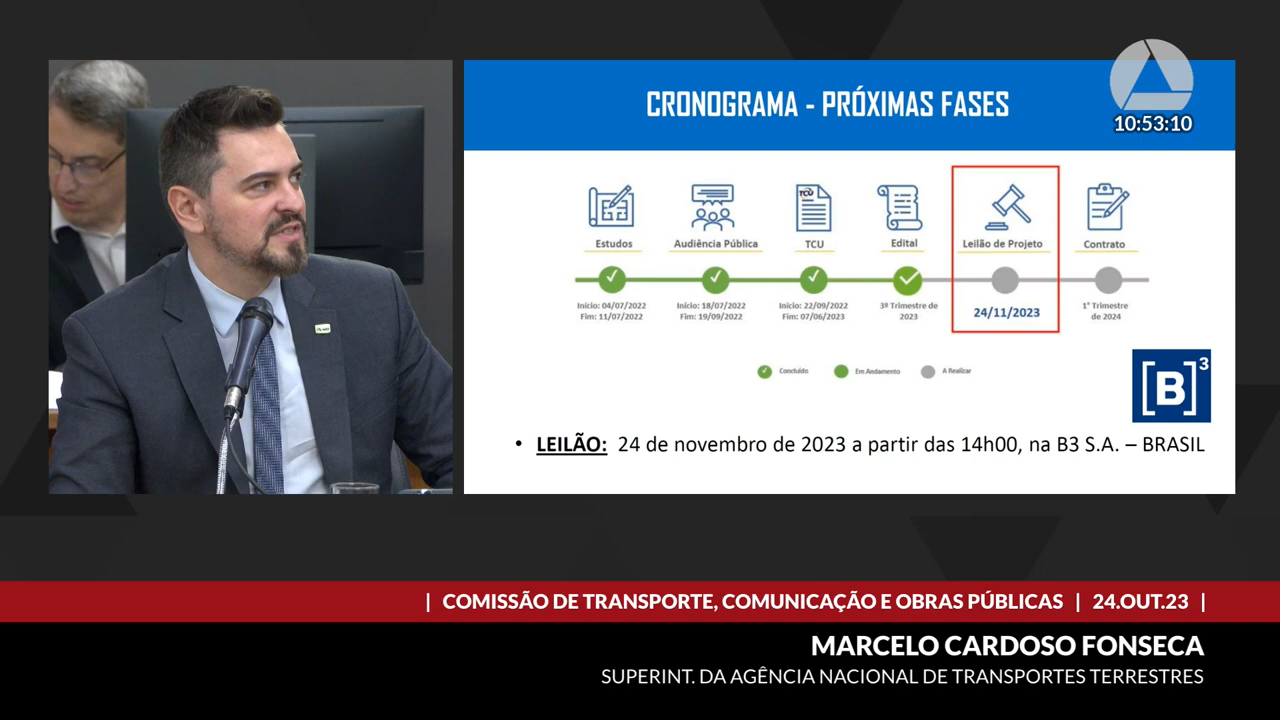 CRONOGRAMA - PRÓXIMAS FASES
10:53:10
TCU
Estudos
Audiência Pública
TCU
Edital
Leilão de Projeto
Contrato
Início: 04/07/2022
Fim: 11/07/2022
Início: 18/07/2022
Fim: 19/09/2022
Início: 22/09/2022
Fim: 07/06/2023
3º Trimestre de
2023
24/11/2023
1° Trimestre
de 2024
Concluído
Em Andamento
A Realizar
[B]3
• LEILÃO: 24 de novembro de 2023 a partir das 14h00, na B3 S.A. – BRASIL
| COMISSÃO DE TRANSPORTE, COMUNICAÇÃO E OBRAS PÚBLICAS | 24.OUT.23 |
MARCELO CARDOSO FONSECA
SUPERINT. DA AGÊNCIA NACIONAL DE TRANSPORTES TERRESTRES